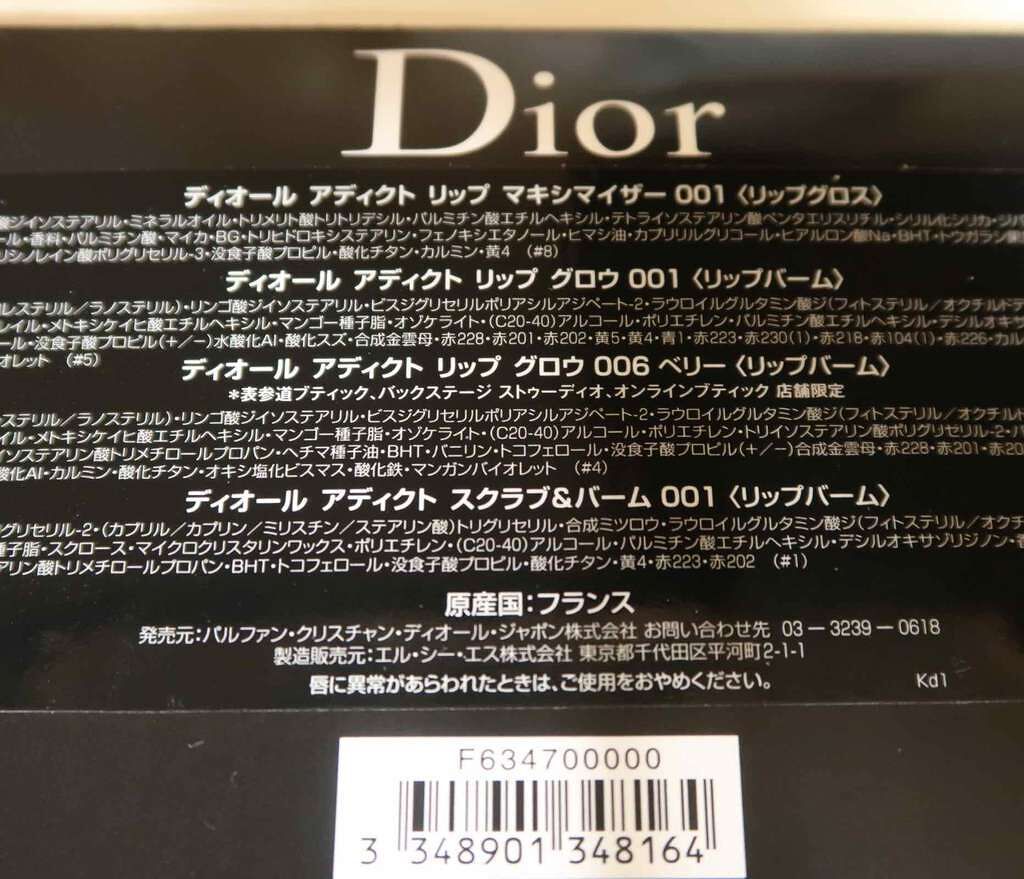 Dior
ディオール アディクト リップ マキシマイザー 001〈リップグロス〉
酸ジイソステアリル・ミネラルオイル・トリメリト酸トリトリデシル・パルミチン酸エチルヘキシル・テトライソステアリン酸ペンタエリスリチル・シリル化シリカ・ジパ
ール・香料・パルミチン酸・マイカ・BG・トリヒドロキシステアリン・フェノキシエタノール・ヒマシ油・カプリリルグリコール・ヒアルロン酸Na・BHT・トウガラシ果
リシノレイン酸ポリグリセリル-3・没食子酸プロピル・酸化チタン・カルミン・黄4 (#8)
ディオール アディクト リップ グロウ 001〈リップバーム〉
ルステリル/ラノステリル)・リンゴ酸ジイソステアリル・ビスジグリセリルポリアシルアジペート-2・ラウロイルグルタミン酸ジ(フィトステリル/オクチルド
レイル・メトキシケイヒ酸エチルヘキシル・マンゴー種子脂・オゾケライト・(C20-40)アルコール・ポリエチレン・パルミチン酸エチルヘキシル・デシルオキサ
ール・没食子酸プロピル(+/-)水酸化Al・酸化スズ・合成金雲母・赤228・赤201・赤202・黄5・黄4・青1・赤223・赤230(1)・赤218・赤104(1)・赤226・カル
オレット (#5)
ディオール アディクト リップ グロウ 006 ベリー〈リップバーム〉
*表参道ブティック、バックステージ ストゥーディオ、オンラインブティック 店舗限定
ステリル/ラノステリル)・リンゴ酸ジイソステアリル・ビスジグリセリルポリアシルアジペート-2・ラウロイルグルタミン酸ジ(フィトステリル/オクチルド
イル・メトキシケイヒ酸エチルヘキシル・マンゴー種子脂・オゾケライト・(C20-40)アルコール・ポリエチレン・トリイソステアリン酸ポリグリセリル-2・パ
イソステアリン酸トリメチロールプロパン・ヘチマ種子油・BHT・バニリン・トコフェロール・没食子酸プロピル(+/-)合成金雲母・赤228・赤201・赤20
酸化Al・カルミン・酸化チタン・オキシ塩化ビスマス・酸化鉄・マンガンバイオレット (#4)
ディオール アディクト スクラブ&バーム 001〈リップバーム〉
グリセリル-2・(カプリル/カプリン/ミリスチン/ステアリン酸)トリグリセリル・合成ミツロウ・ラウロイルグルタミン酸ジ(フィトステリル/オクチ
種子脂・スクロース・マイクロクリスタリンワックス・ポリエチレン・(C20-40)アルコール・パルミチン酸エチルヘキシル・デシルオキサゾリジノン・香
アリン酸トリメチロールプロパン・BHT・トコフェロール・没食子酸プロピル・酸化チタン・黄4・赤223・赤202 (#1)
原産国:フランス
発売元:パルファン・クリスチャン・ディオール・ジャポン株式会社 お問い合わせ先 03-3239-0618
製造販売元:エル・シー・エス株式会社 東京都千代田区平河町2-1-1
唇に異常があらわれたときは、ご使用をおやめください。 Kd1
F634700000
3 348901 348164